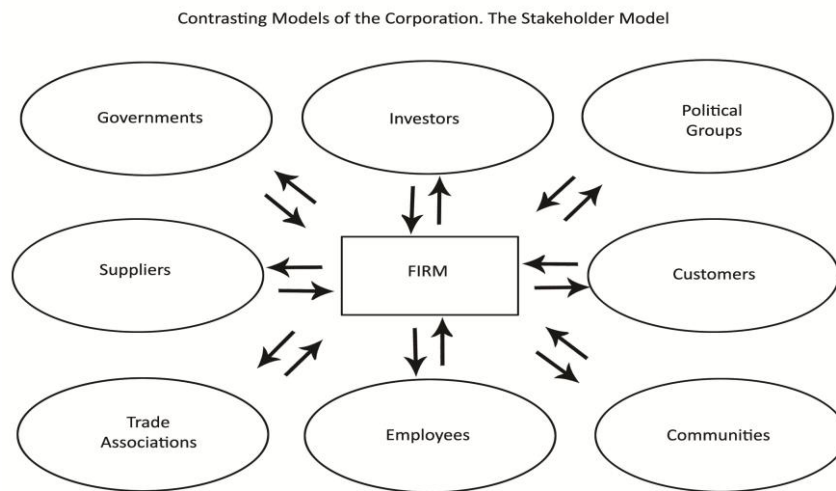 Contrasting Models of the Corporation. The Stakeholder Model
Governments
Investors
Political
Groups
Suppliers
FIRM
Customers
Trade
Associations
Employees
Communities